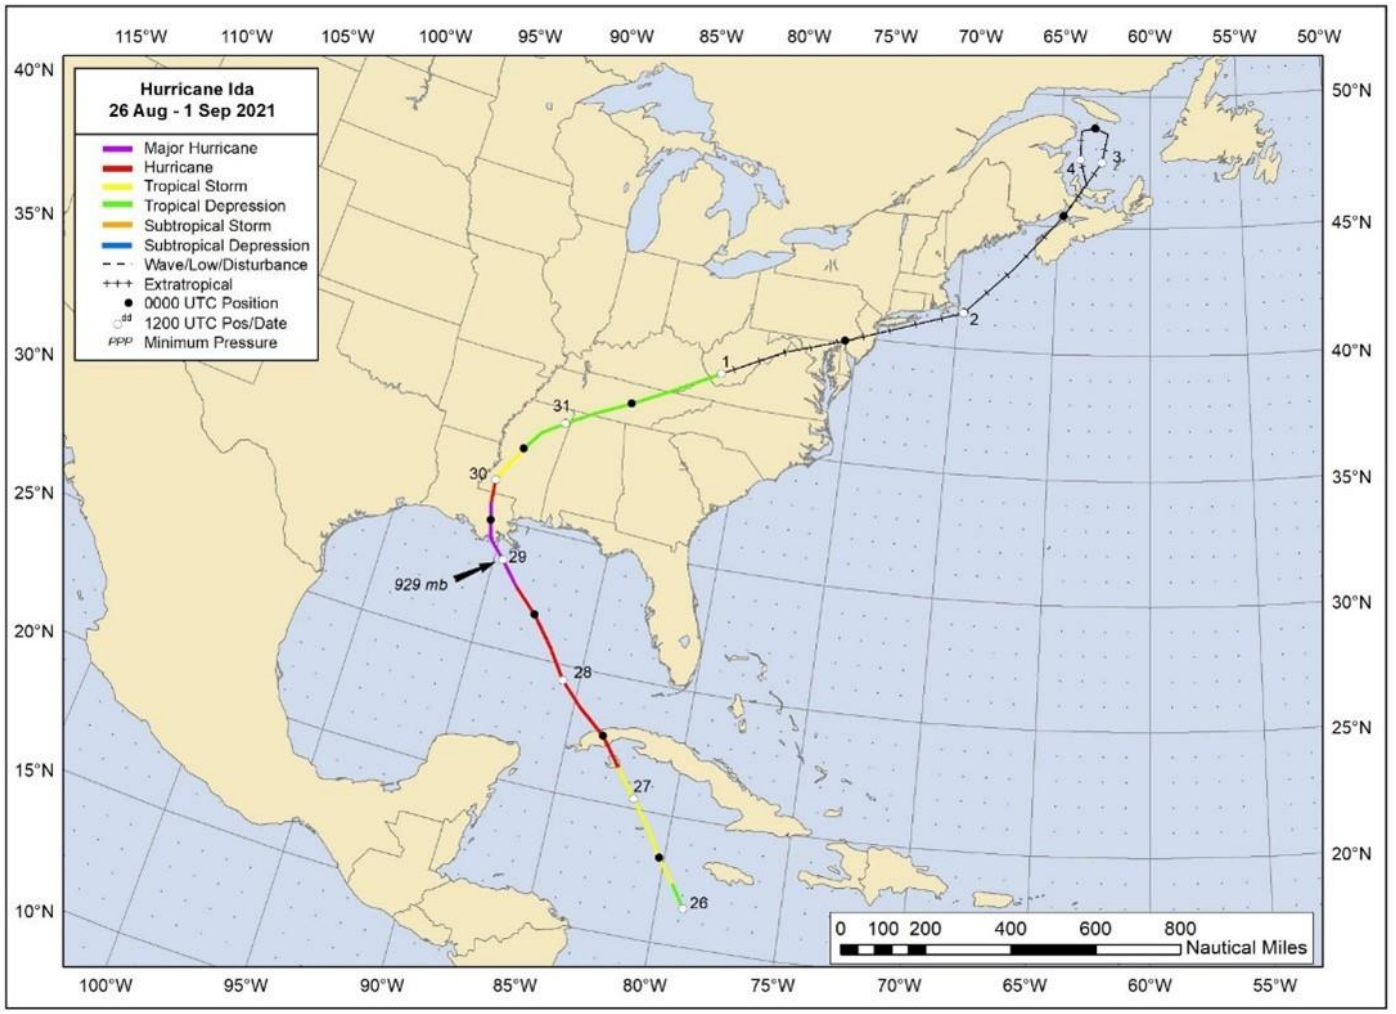 115°W 110°W 105°W 100°W 95°W 90°W 85°W 80°W 75°W 70°W 65°W 60°W 55°W 50°W
40°N
50°N
Hurricane Ida
26 Aug - 1 Sep 2021
Major Hurricane
Hurricane
Tropical Storm
Tropical Depression
Subtropical Storm
Subtropical Depression
Wave/Low/Disturbance
Extratropical
0000 UTC Position
dd 1200 UTC Pos/Date
PPP Minimum Pressure
3
4
35°N
45°N
2
30°N
40°N
1
31
30
35°N
25°N
29
929 mb
30°N
20°N
28
25°N
15°N
27
20°N
26
10°N
0 100 200 400 600 800
Nautical Miles
100°W 95°W 90°W 85°W 80°W 75°W 70°W 65°W 60°W 55°W